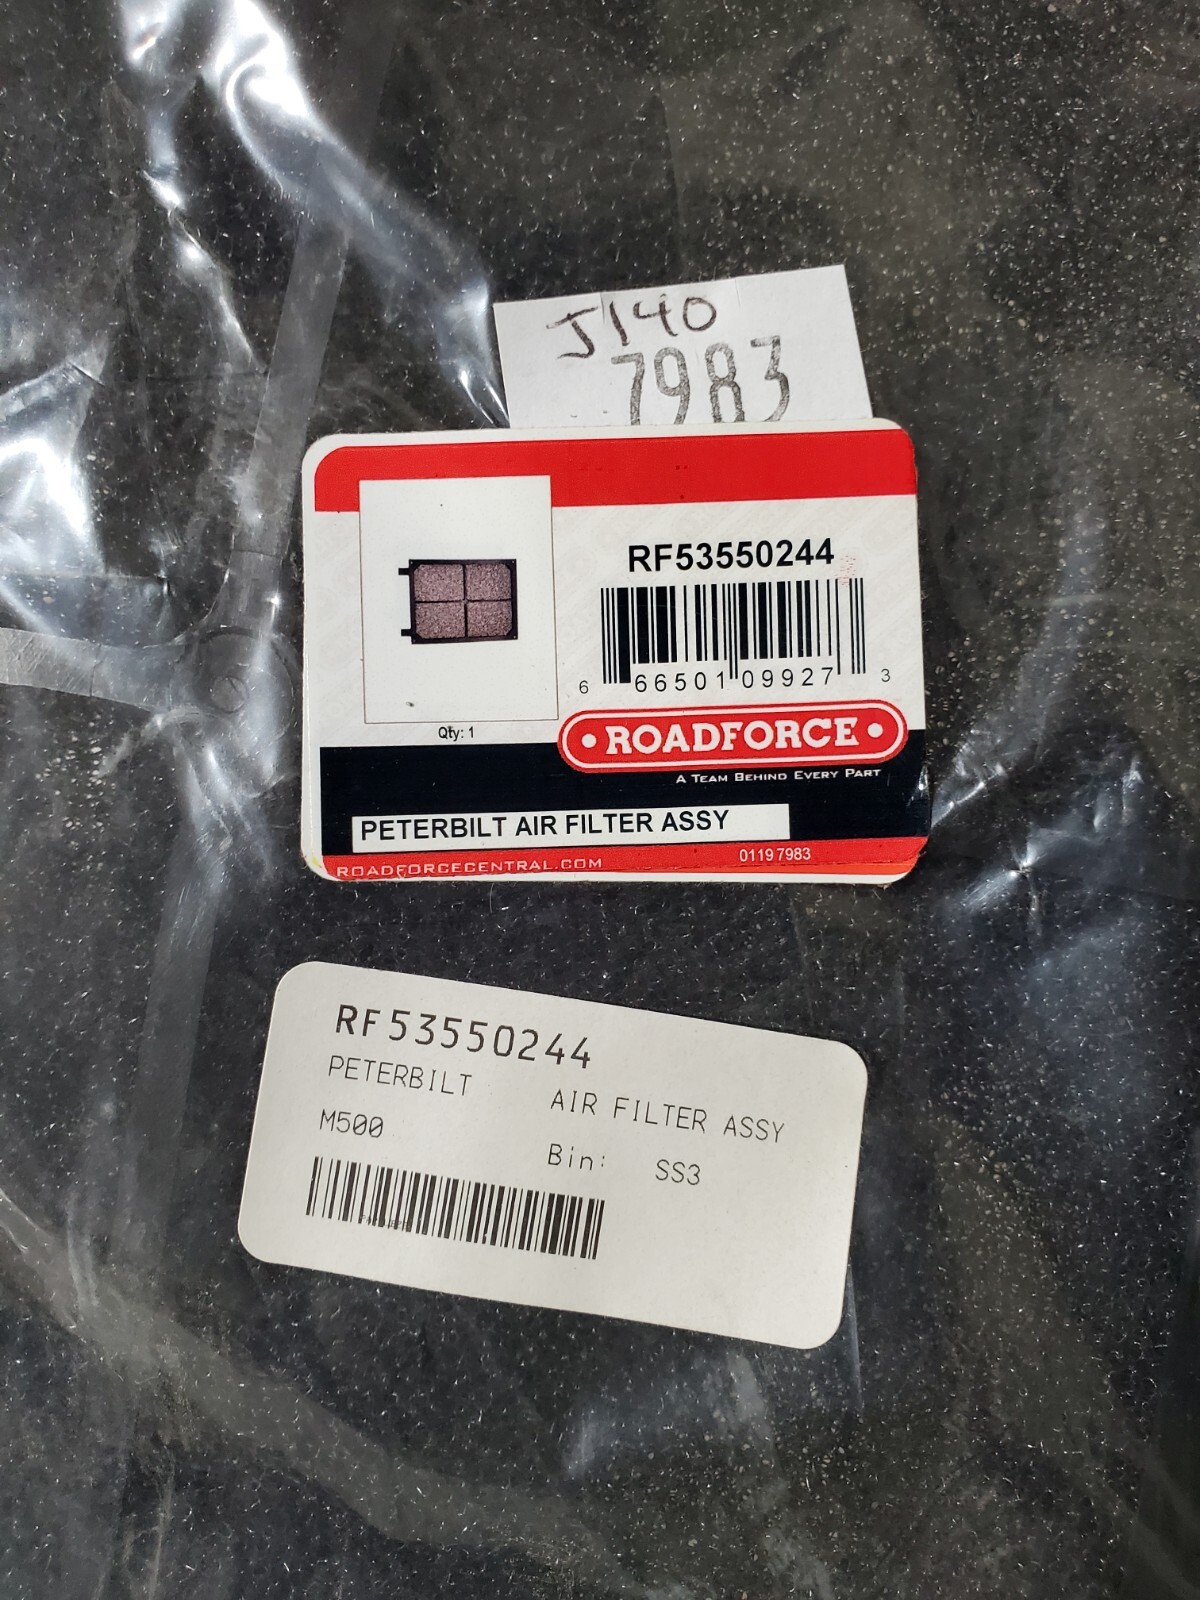 J140
7983
RF53550244
6 66501 09927 3
Qty: 1
• ROADFORCE •
A TEAM BEHIND EVERY PART
PETERBILT AIR FILTER ASSY
ROADFORCECENTRAL.COM
0119 7983
RF53550244
PETERBILT AIR FILTER ASSY
M500 Bin: SS3